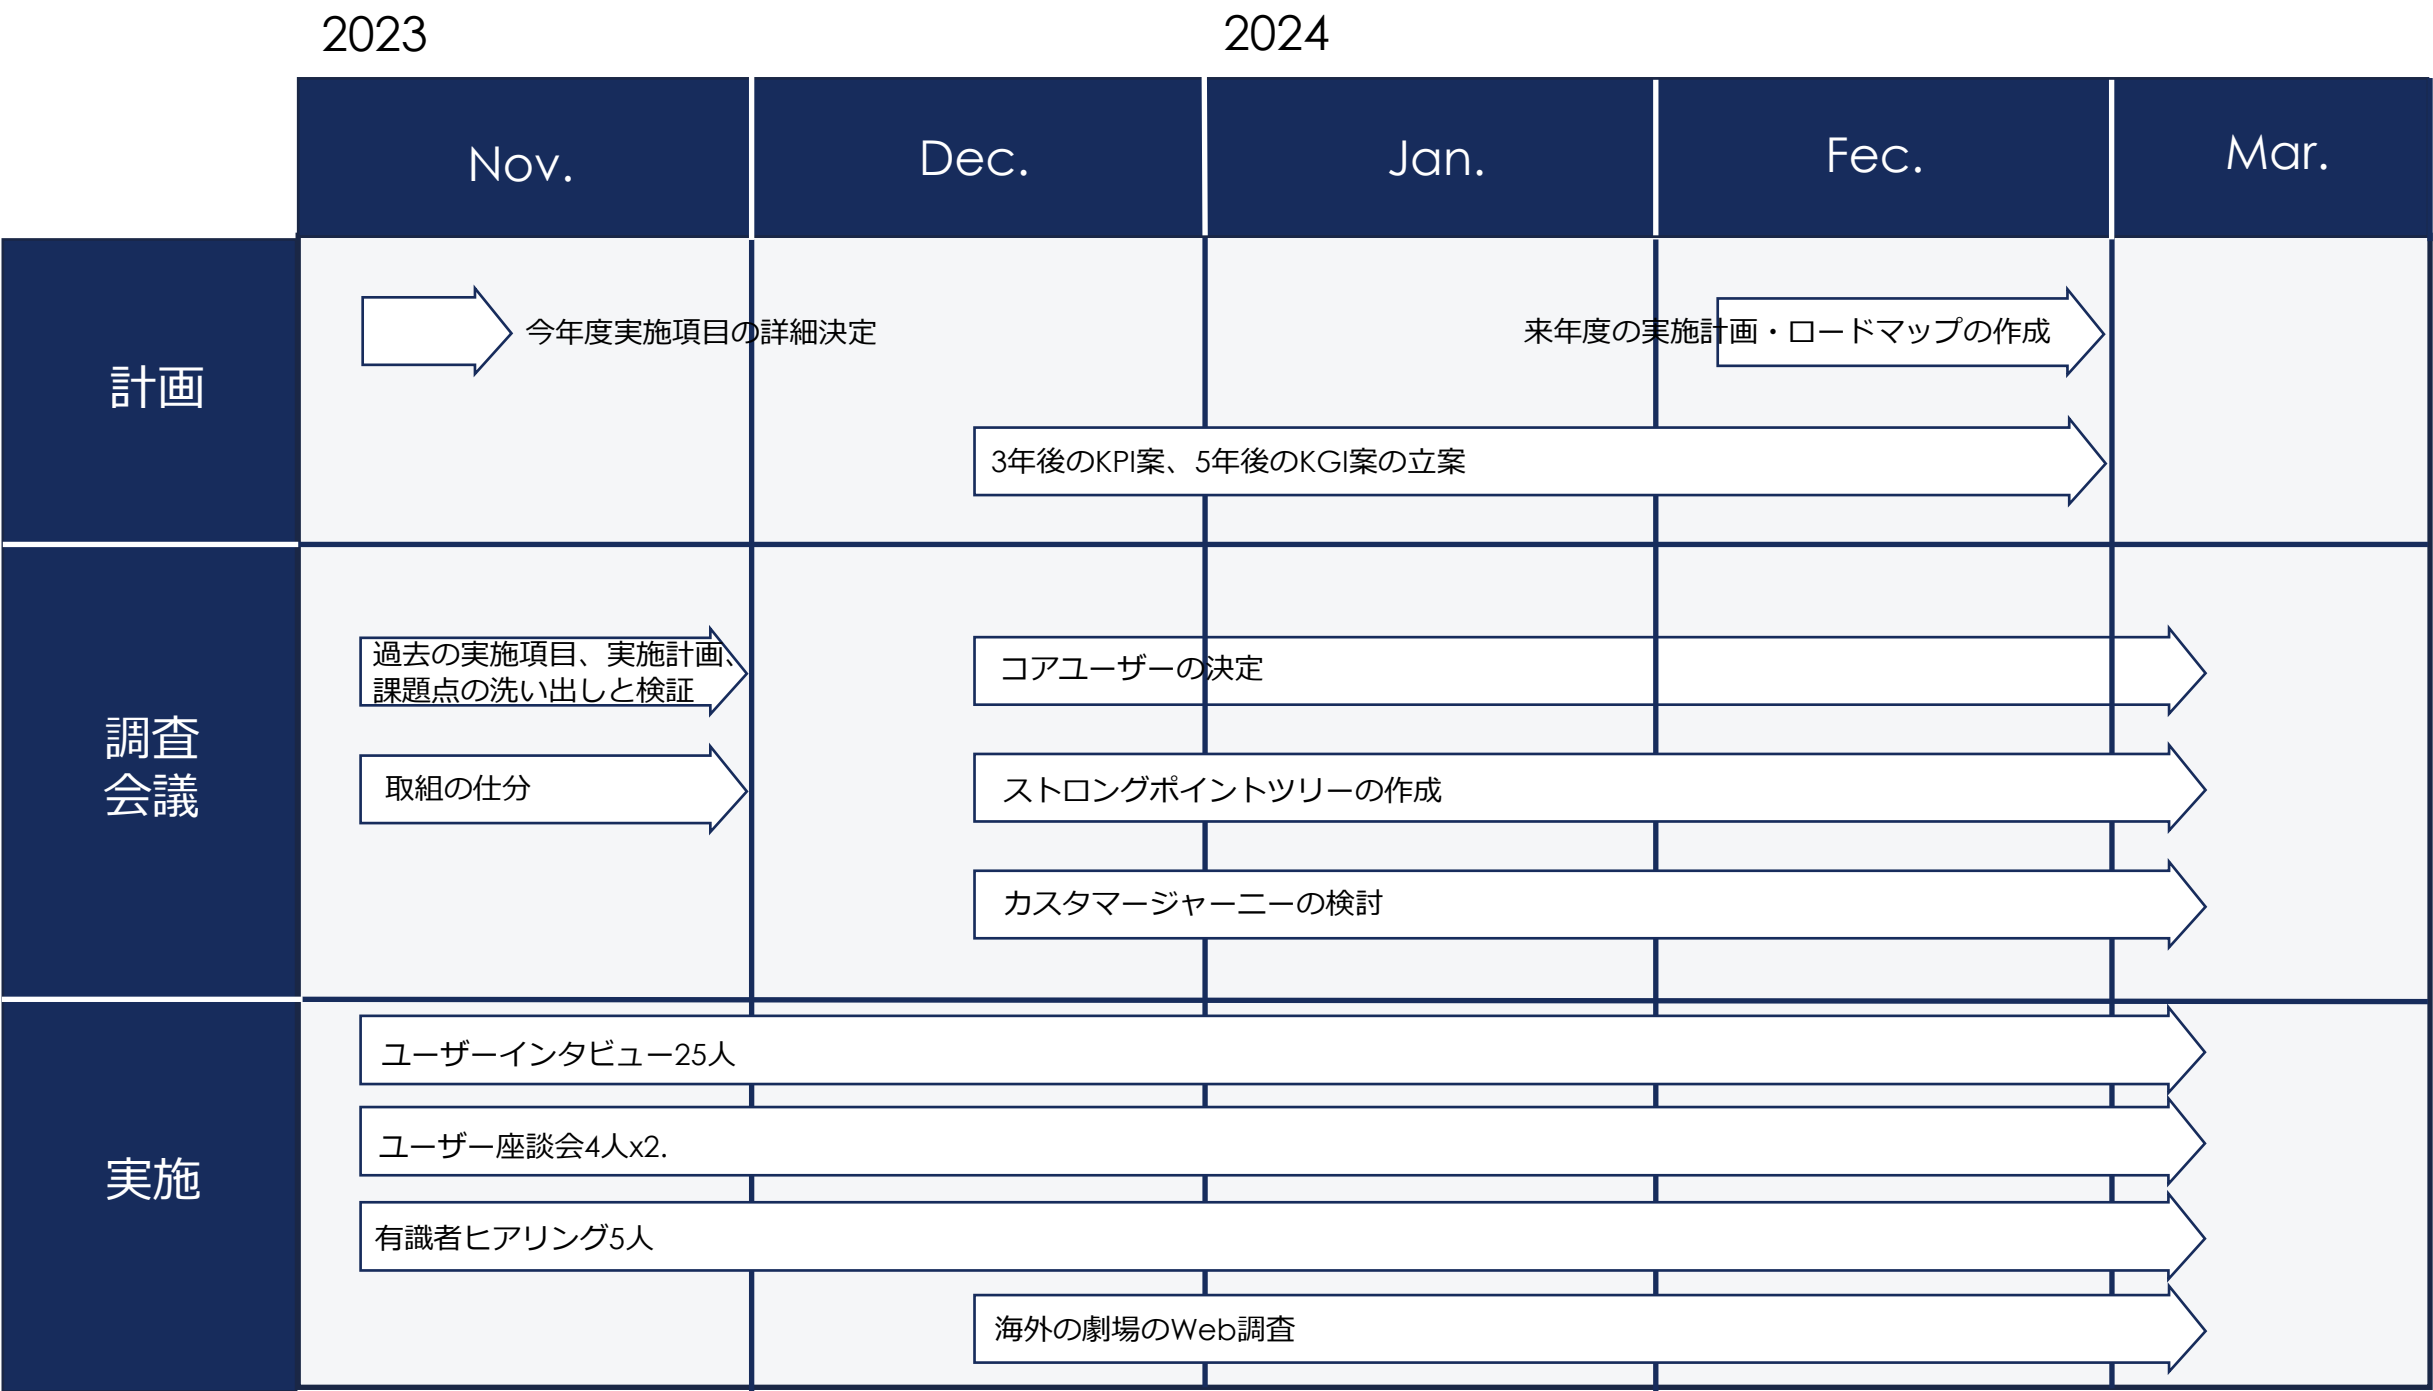 2023
2024
Nov.
Dec.
Jan.
Fec.
Mar.
計画
今年度実施項目の詳細決定
来年度の実施計画・ロードマップの作成
3年後のKPI案、5年後のKGI案の立案
調査
会議
過去の実施項目、実施計画、
課題点の洗い出しと検証
コアユーザーの決定
取組の仕分
ストロングポイントツリーの作成
カスタマージャーニーの検討
実施
ユーザーインタビュー25人
ユーザー座談会4人x2.
有識者ヒアリング5人
海外の劇場のWeb調査